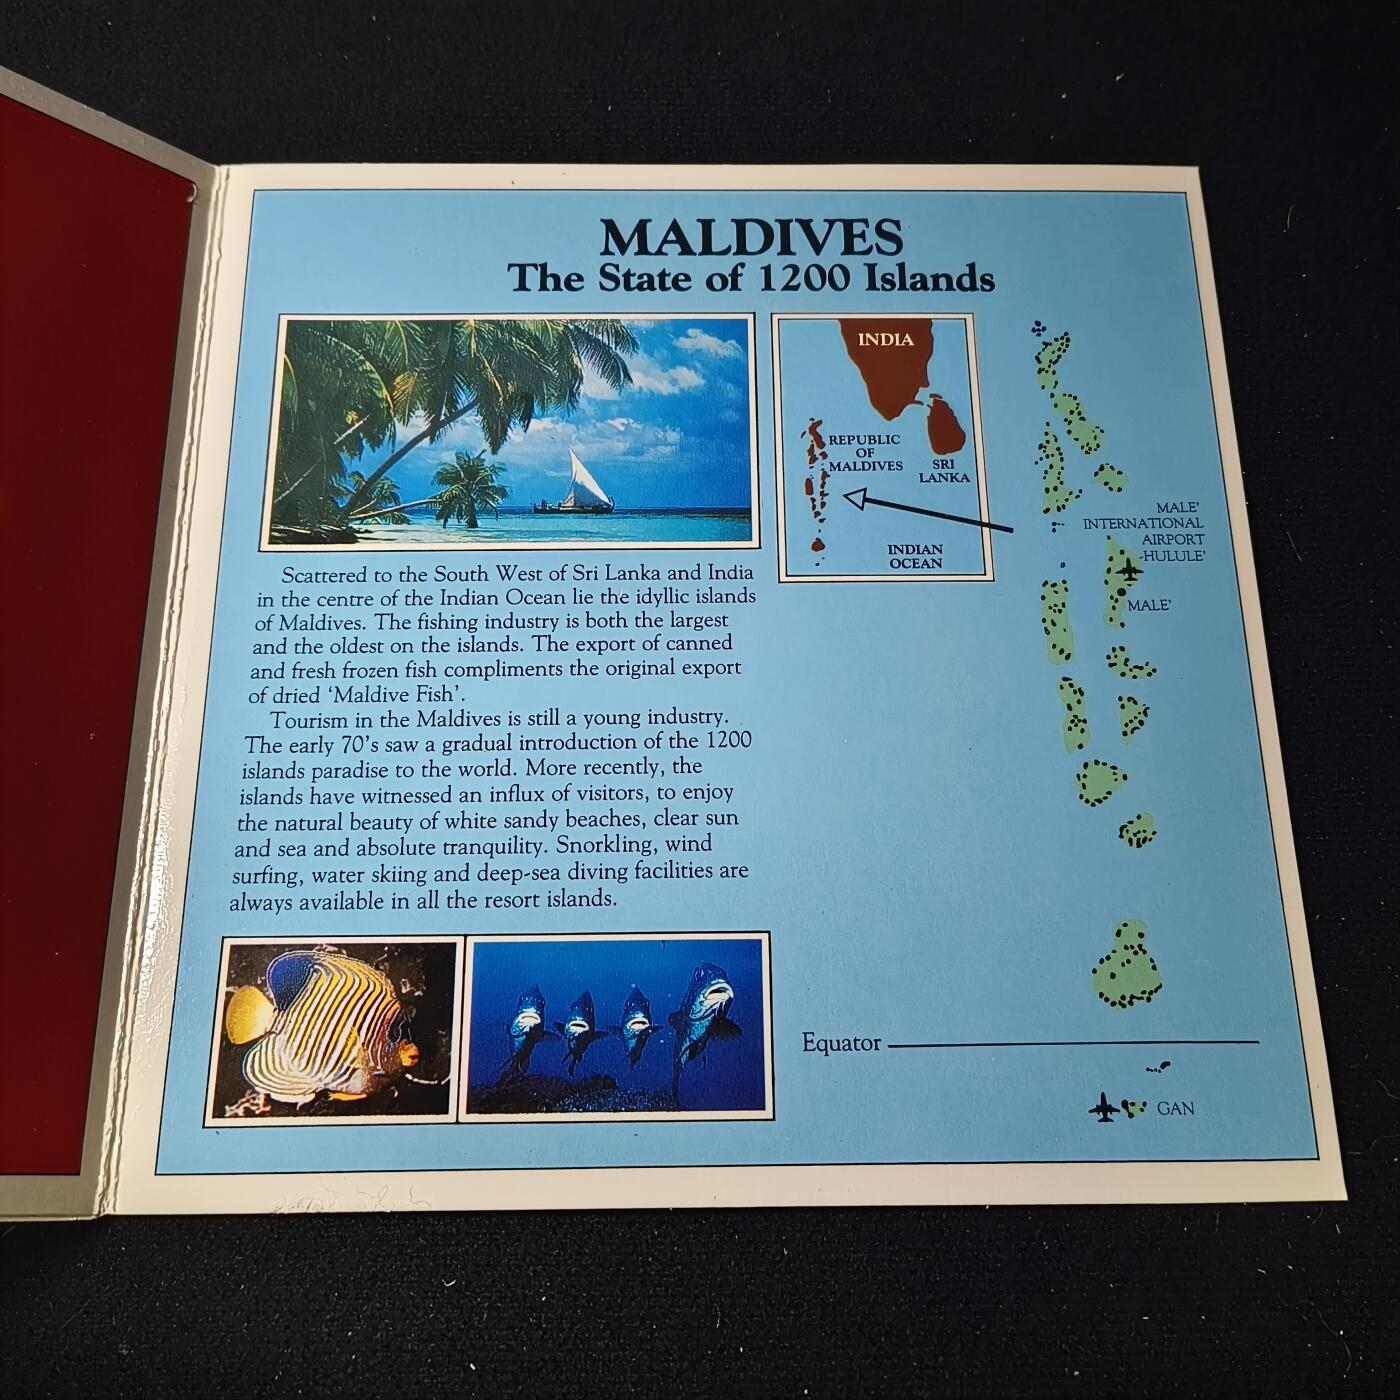 MALDIVES
The State of 1200 Islands
INDIA
REPUBLIC
OF
MALDIVES
SRI
LANKA
INDIAN
OCEAN
MALE'
INTERNATIONAL
AIRPORT
-HULULE'
MALE'
Scattered to the South West of Sri Lanka and India
in the centre of the Indian Ocean lie the idyllic islands
of Maldives. The fishing industry is both the largest
and the oldest on the islands. The export of canned
and fresh frozen fish compliments the original export
of dried ‘Maldive Fish’.
Tourism in the Maldives is still a young industry.
The early 70’s saw a gradual introduction of the 1200
islands paradise to the world. More recently, the
islands have witnessed an influx of visitors, to enjoy
the natural beauty of white sandy beaches, clear sun
and sea and absolute tranquility. Snorkling, wind
surfing, water skiing and deep-sea diving facilities are
always available in all the resort islands.
Equator
GAN